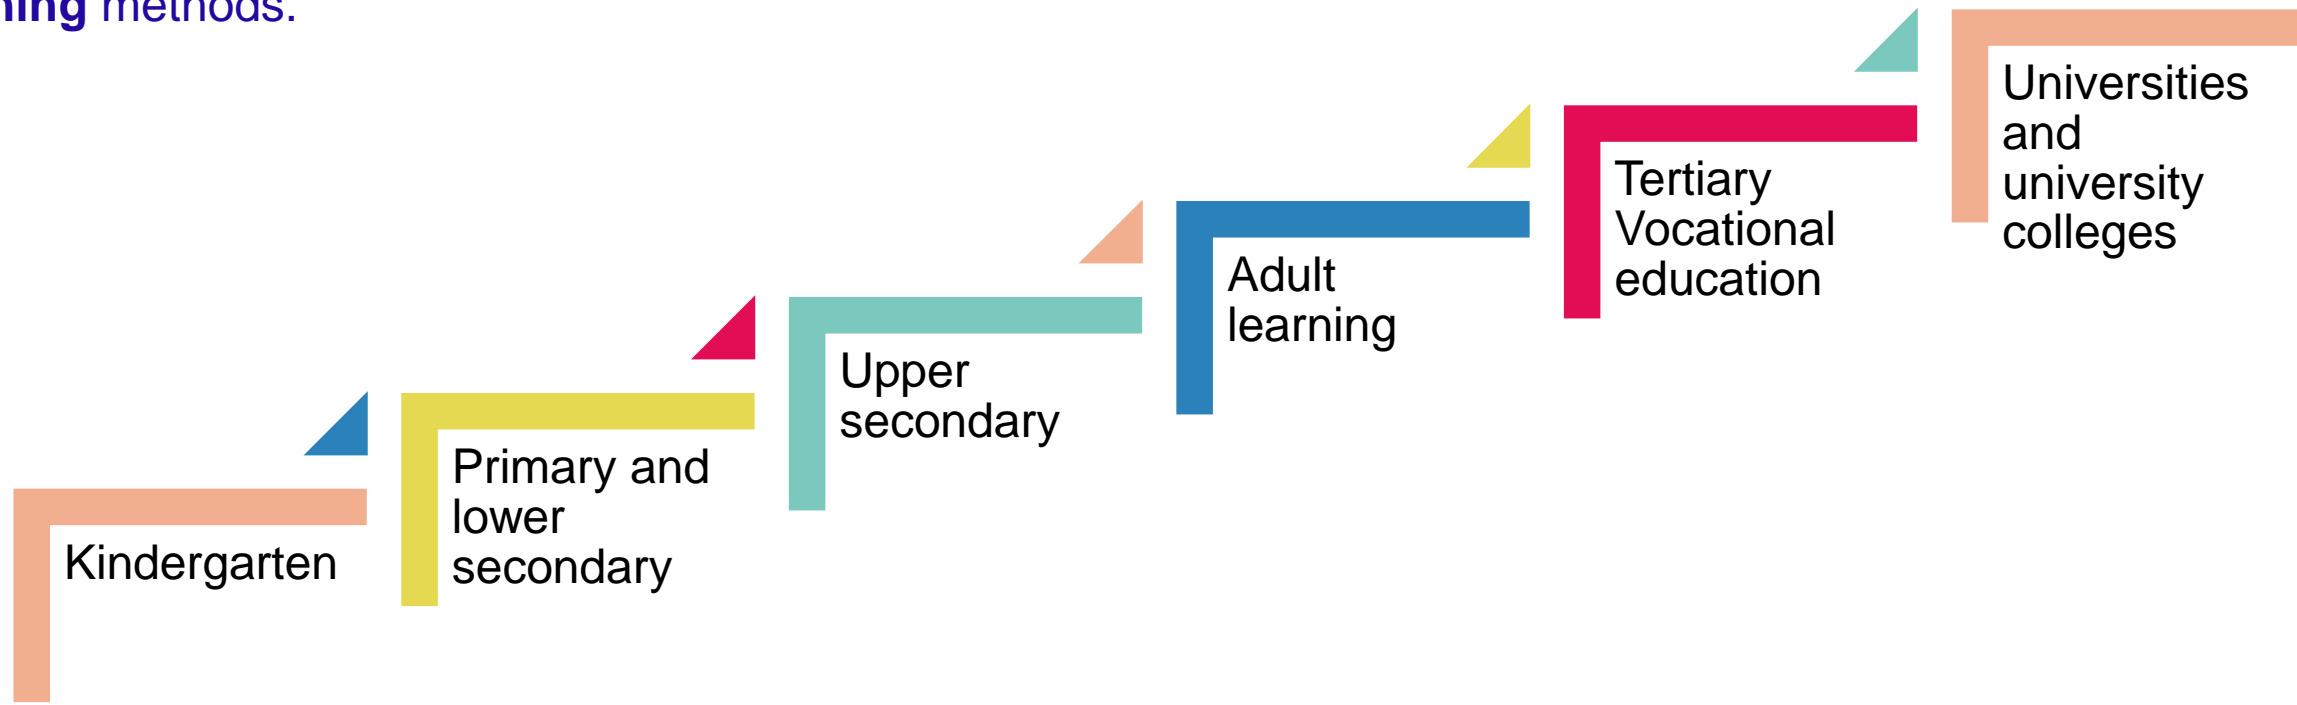 methods.
Kindergarten
Primary and
lower
secondary
Upper
secondary
Adult
learning
Tertiary
Vocational
education
Universities
and
university
colleges